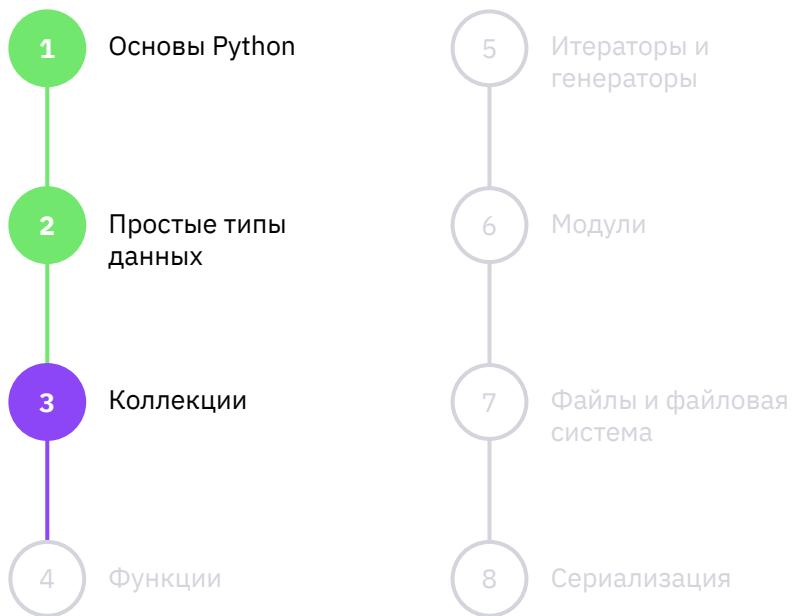 1 Основы Python
2 Простые типы
данных
3 Коллекции
4 Функции
5 Итераторы и
генераторы
6 Модули
7 Файлы и файловая
система
8 Сериализация